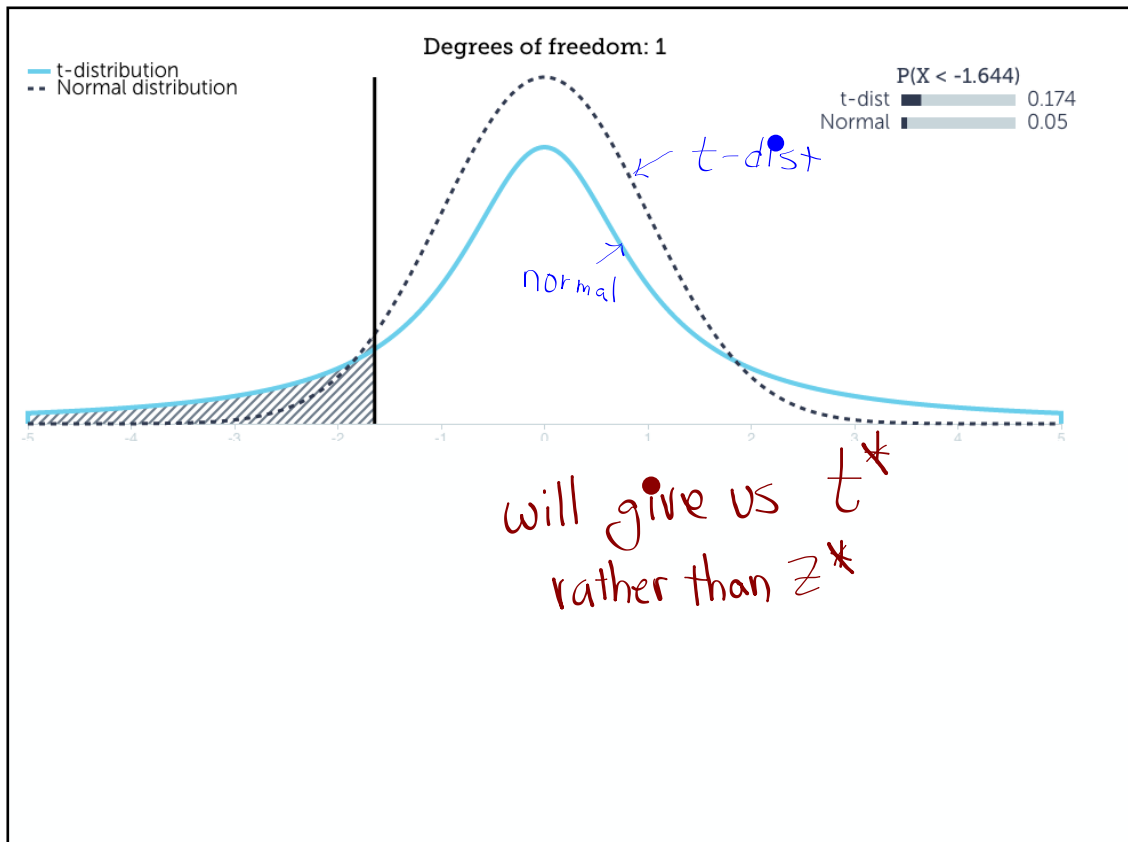 Degrees of freedom: 1
t-distribution
Normal distribution
P(X < -1.644)
t-dist 0.174
Normal 0.05
t-dist
normal
-5 -4 -3 -2 -1 0 1 2 3 4 5
will give us t*
rather than z*